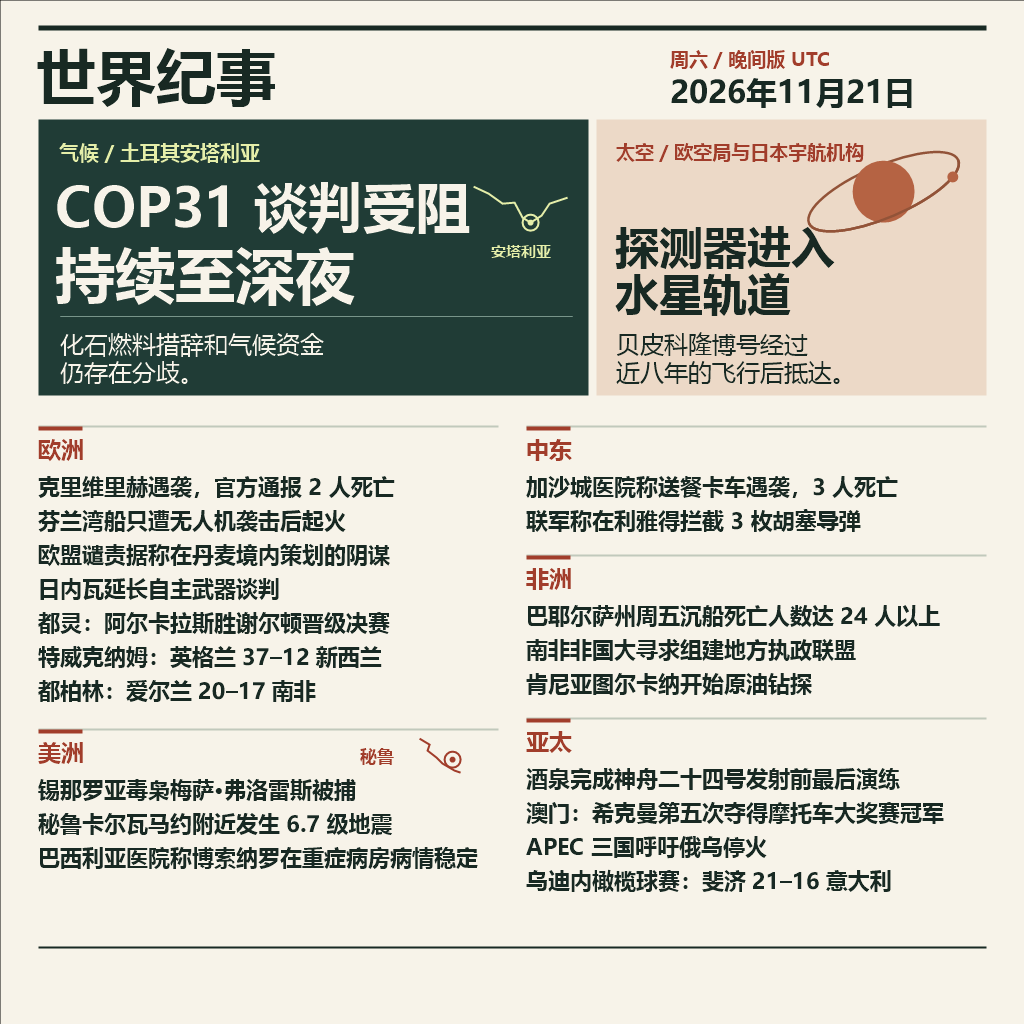 世界纪事
周六 / 晚间版 UTC
2026年11月21日
气候 / 土耳其安塔利亚
COP31 谈判受阻
持续至深夜
安塔利亚
化石燃料措辞和气候资金
仍存在分歧。
太空 / 欧空局与日本宇航机构
探测器进入
水星轨道
贝皮科隆博号经过
近八年的飞行后抵达。
欧洲
克里维里赫遇袭，官方通报 2 人死亡
芬兰湾船只遭无人机袭击后起火
欧盟谴责据称在丹麦境内策划的阴谋
日内瓦延长自主武器谈判
都灵：阿尔卡拉斯胜谢尔顿晋级决赛
特威克纳姆：英格兰 37–12 新西兰
都柏林：爱尔兰 20–17 南非
美洲
秘鲁
锡那罗亚毒枭梅萨·弗洛雷斯被捕
秘鲁卡尔瓦马约附近发生 6.7 级地震
巴西利亚医院称博索纳罗在重症病房病情稳定
中东
加沙城医院称送餐卡车遇袭，3 人死亡
联军称在利雅得拦截 3 枚胡塞导弹
非洲
巴耶尔萨州周五沉船死亡人数达 24 人以上
南非非国大寻求组建地方执政联盟
肯尼亚图尔卡纳开始原油钻探
亚太
酒泉完成神舟二十四号发射前最后演练
澳门：希克曼第五次夺得摩托车大奖赛冠军
APEC 三国呼吁俄乌停火
乌迪内橄榄球赛：斐济 21–16 意大利